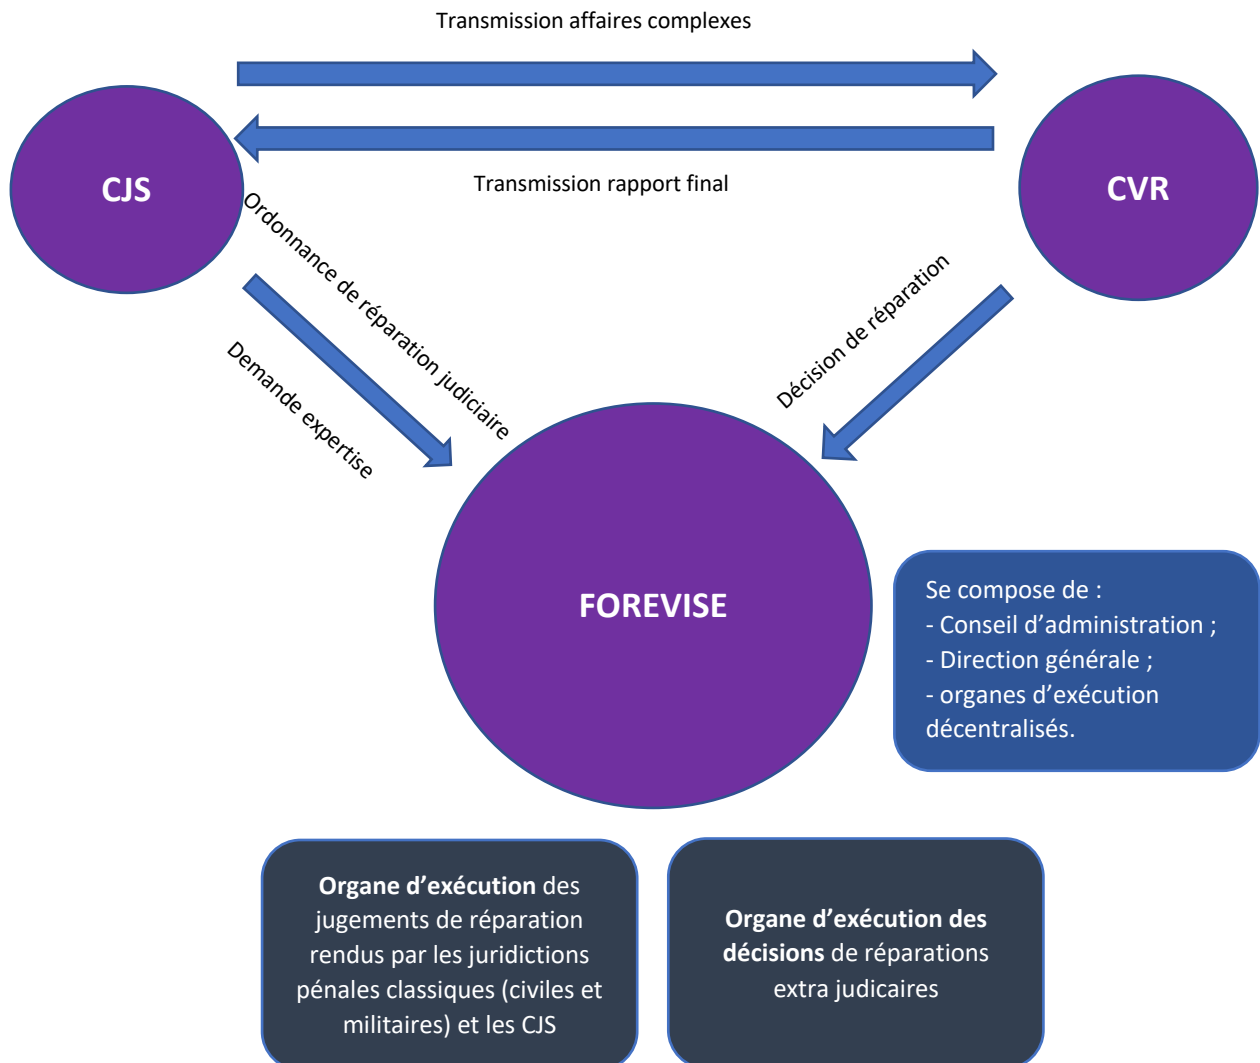 Transmission affaires complexes
CJS
CVR
Transmission rapport final
Ordonnance de réparation judiciaire
Demande expertise
Décision de réparation
FOREVISE
Se compose de :
- Conseil d’administration ;
- Direction générale ;
- organes d’exécution
décentralisés.
Organe d’exécution des
jugements de réparation
rendus par les juridictions
pénales classiques (civiles et
militaires) et les CJS
Organe d’exécution des
décisions de réparations
extra judicaires